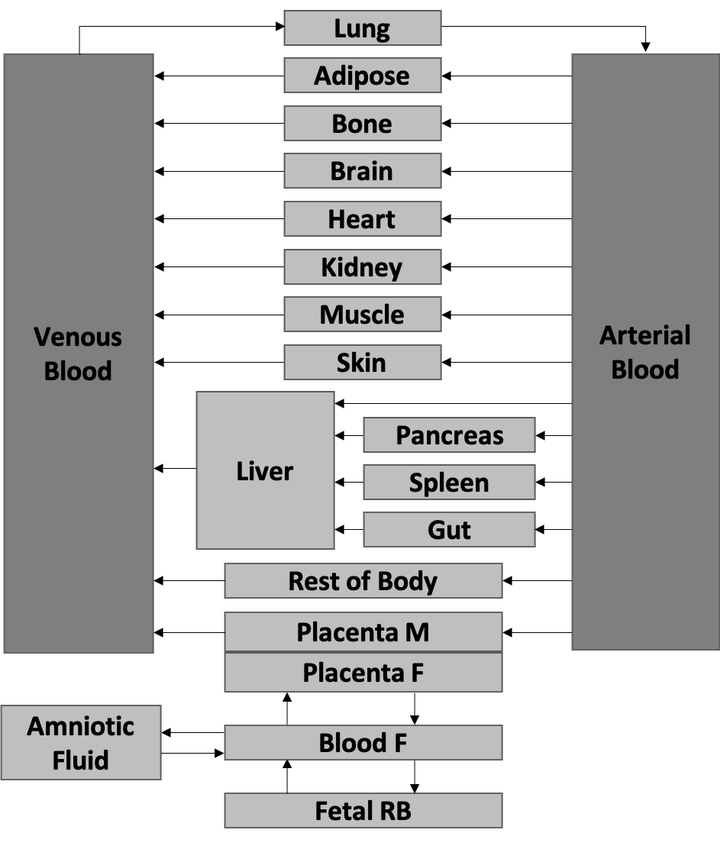 Lung
Adipose
Bone
Brain
Heart
Kidney
Muscle
Skin
Venous
Blood
Arterial
Blood
Liver
Pancreas
Spleen
Gut
Rest of Body
Placenta M
Placenta F
Amniotic
Fluid
Blood F
Fetal RB